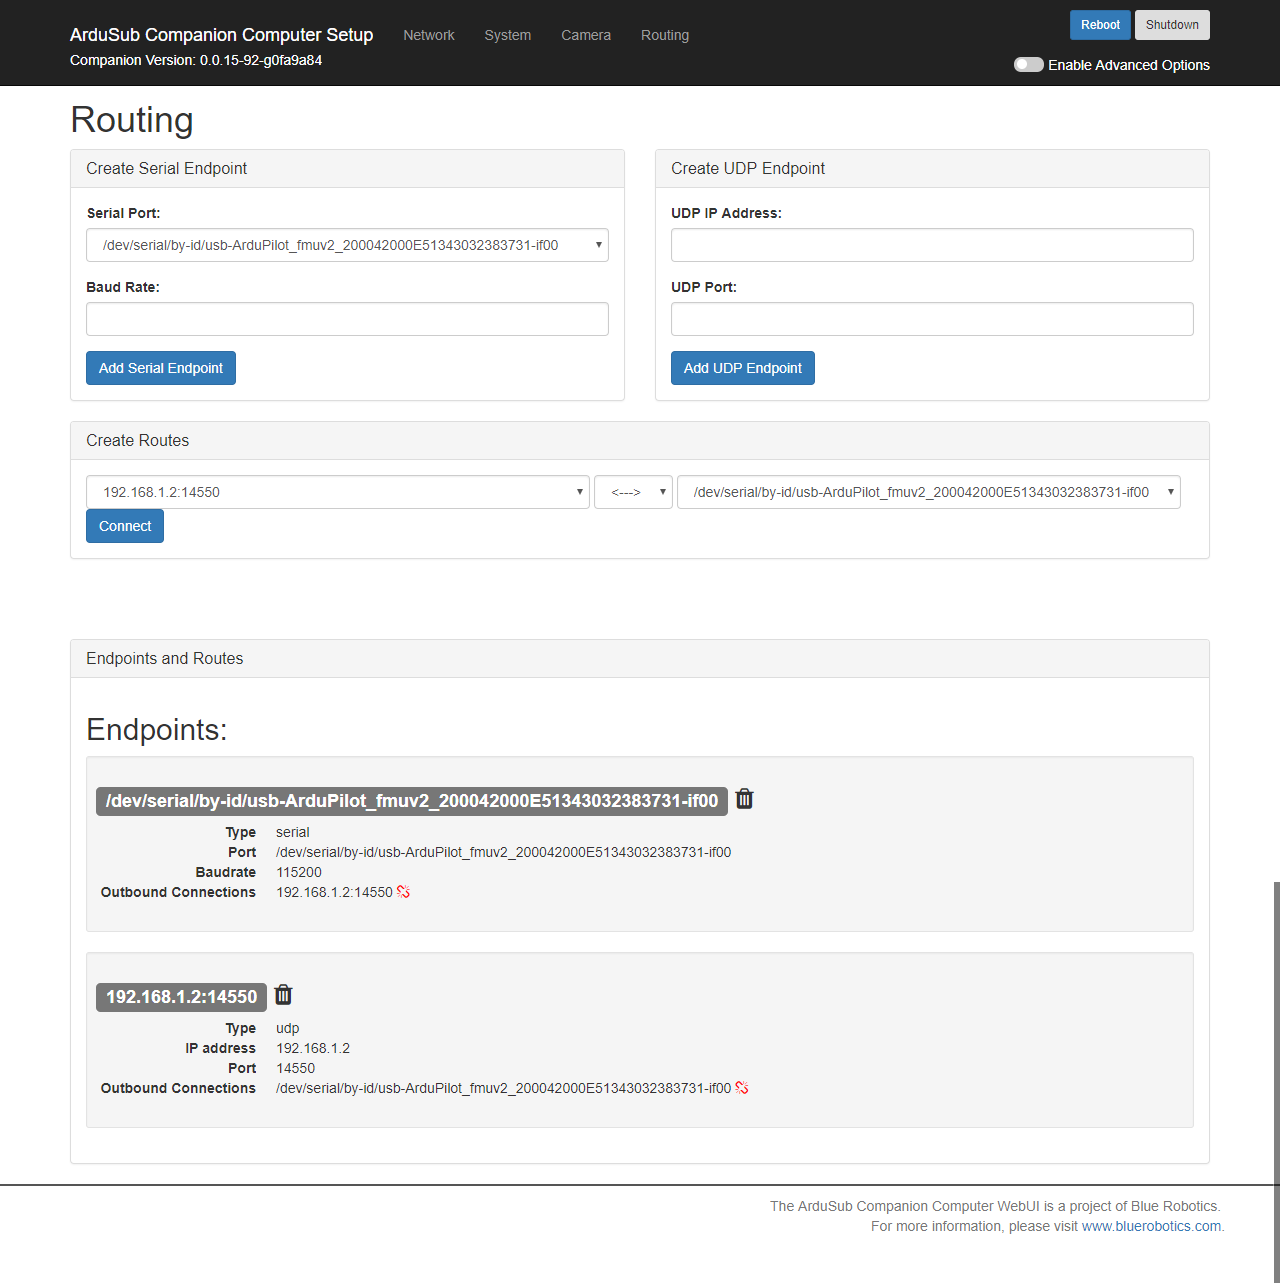 ArduSub Companion Computer Setup
Network
System
Camera
Routing
Reboot
Shutdown
Companion Version: 0.0.15-92-g0fa9a84
Enable Advanced Options
Routing
Create Serial Endpoint
Serial Port:
/dev/serial/by-id/usb-ArduPilot_fmuv2_200042000E51343032383731-if00
Baud Rate:
Add Serial Endpoint
Create UDP Endpoint
UDP IP Address:
UDP Port:
Add UDP Endpoint
Create Routes
192.168.1.2:14550
<--->
/dev/serial/by-id/usb-ArduPilot_fmuv2_200042000E51343032383731-if00
Connect
Endpoints and Routes
Endpoints:
/dev/serial/by-id/usb-ArduPilot_fmuv2_200042000E51343032383731-if00
Type serial
Port /dev/serial/by-id/usb-ArduPilot_fmuv2_200042000E51343032383731-if00
Baudrate 115200
Outbound Connections 192.168.1.2:14550
192.168.1.2:14550
Type udp
IP address 192.168.1.2
Port 14550
Outbound Connections /dev/serial/by-id/usb-ArduPilot_fmuv2_200042000E51343032383731-if00
The ArduSub Companion Computer WebUI is a project of Blue Robotics.
For more information, please visit www.bluerobotics.com.